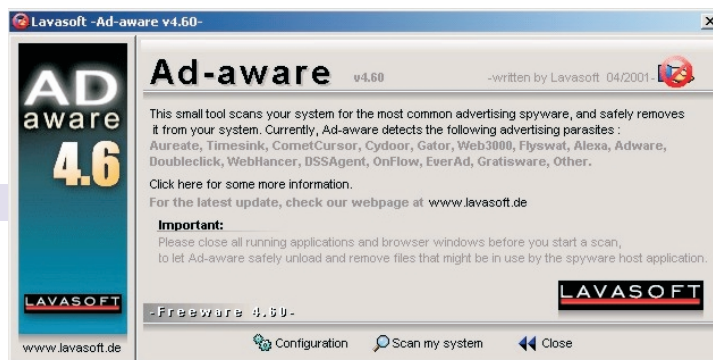 Lavasoft -Ad-aware v4.60-
AD
aware
4.6
LAVASOFT
www.lavasoft.de
Ad-aware v4.60 -written by Lavasoft 04/2001-
This small tool scans your system for the most common advertising spyware, and safely removes
it from your system. Currently, Ad-aware detects the following advertising parasites :
Aureate, Timesink, CometCursor, Cydoor, Gator, Web3000, Flyswat, Alexa, Adware,
Doubleclick, WebHancer, DSSAgent, OnFlow, EverAd, Gratisware, Other.
Click here for some more information.
For the latest update, check our webpage at www.lavasoft.de
Important:
Please close all running applications and browser windows before you start a scan,
to let Ad-aware safely unload and remove files that might be in use by the spyware host application.
LAVASOFT
-Freeware 4.60-
Configuration Scan my system Close